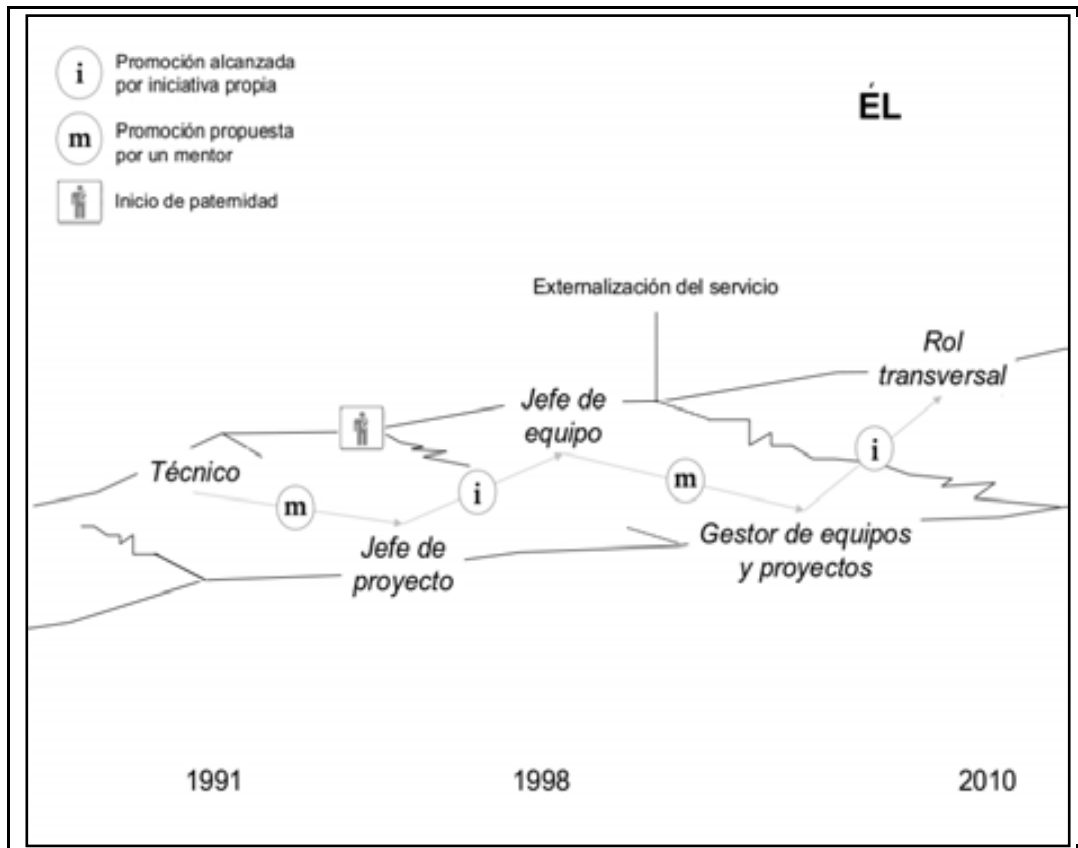 i
Promoción alcanzada
por iniciativa propia
ÉL
m
Promoción propuesta
por un mentor
Inicio de paternidad
Externalización del servicio
Rol
transversal
Jefe de
equipo
Técnico
i
m
i
m
Jefe de
proyecto
Gestor de equipos
y proyectos
1991
1998
2010